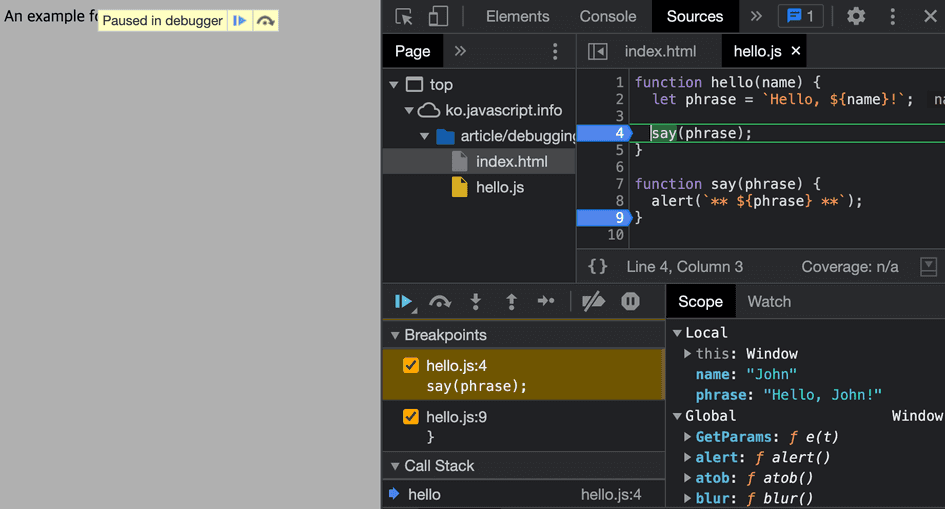 An example fo
Paused in debugger
Elements Console Sources » 1
Page »
index.html hello.js ×
top
ko.javascript.info
article/debugging
index.html
hello.js
1 function hello(name) {
2 let phrase = `Hello, ${name}!`; na
3
4 say(phrase);
5 }
6
7 function say(phrase) {
8 alert(`** ${phrase} **`);
9 }
10
{} Line 4, Column 3 Coverage: n/a
Scope Watch
Breakpoints
hello.js:4
say(phrase);
hello.js:9
}
Call Stack
hello hello.js:4
Local
this: Window
name: "John"
phrase: "Hello, John!"
Global Window
GetParams: ƒ e(t)
alert: ƒ alert()
atob: ƒ atob()
blur: ƒ blur()